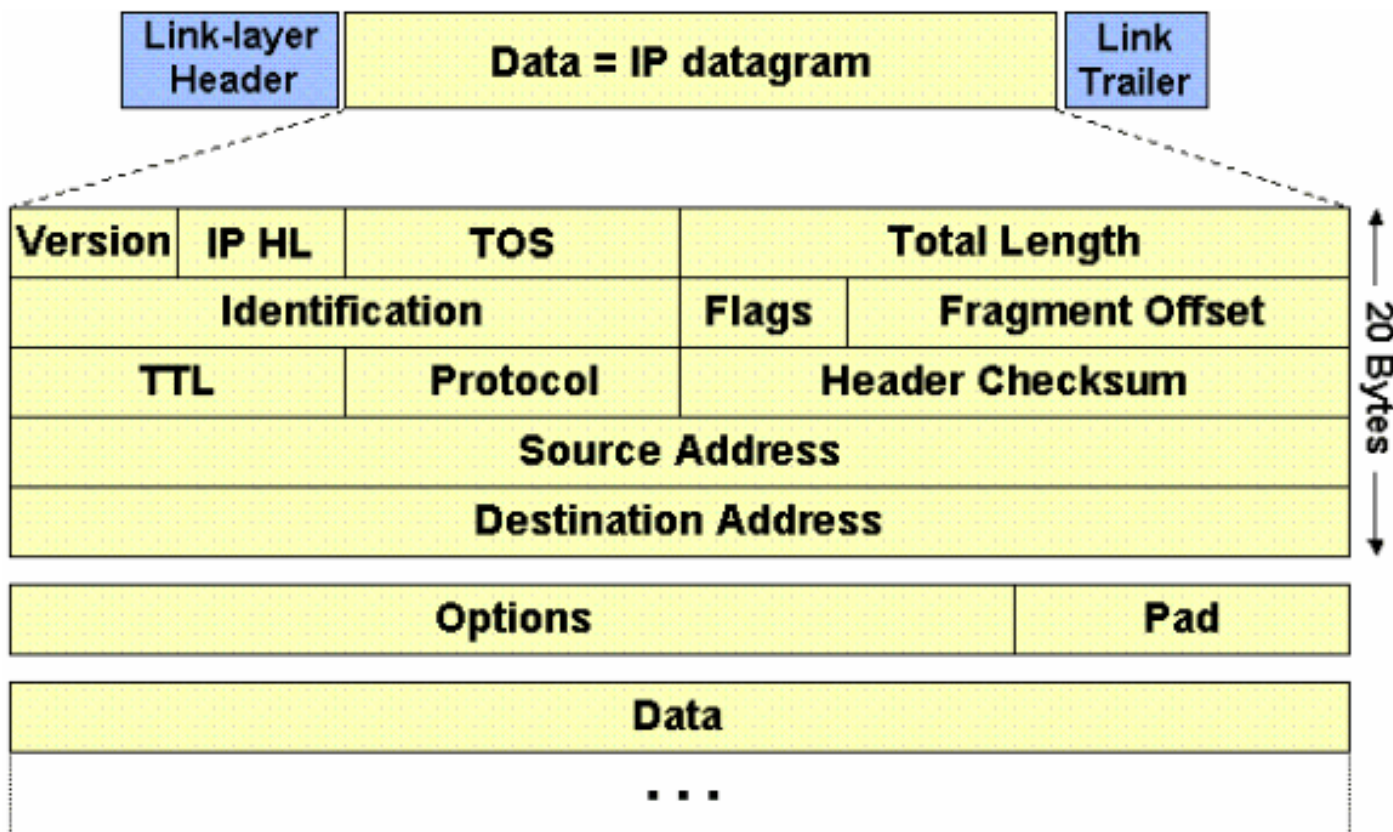 Link-layer
Header
Data = IP datagram
Link
Trailer
Version
IP HL
TOS
Total Length
Identification
Flags
Fragment Offset
TTL
Protocol
Header Checksum
Source Address
Destination Address
20 Bytes
Options
Pad
Data
...